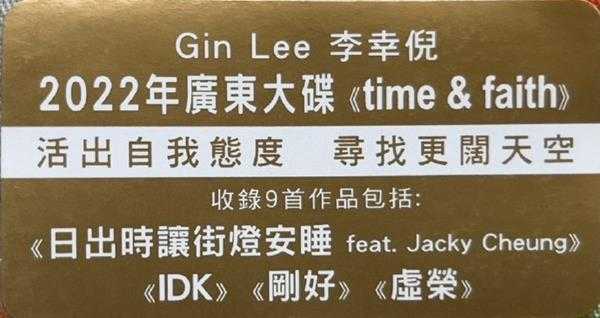 Gin Lee 李幸倪
2022年廣東大碟《time & faith》
活出自我態度　尋找更闊天空
收錄9首作品包括:
《日出時讓街燈安睡 feat. Jacky Cheung》
《IDK》《剛好》《虛榮》